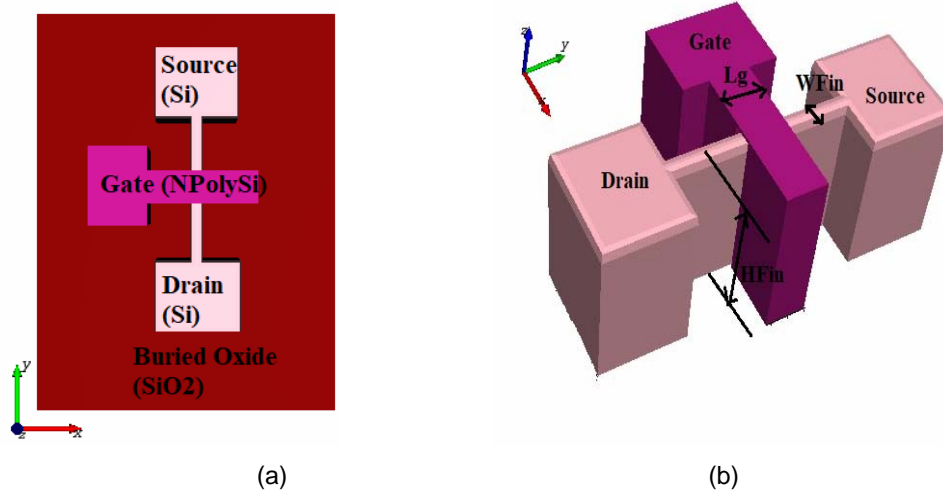 Source
(Si)
Gate (NPolySi)
Drain
(Si)
Buried Oxide
(SiO2)
y
z
x
(a)
z
y
x
Gate
Lg
WFin
Source
Drain
HFin
(b)